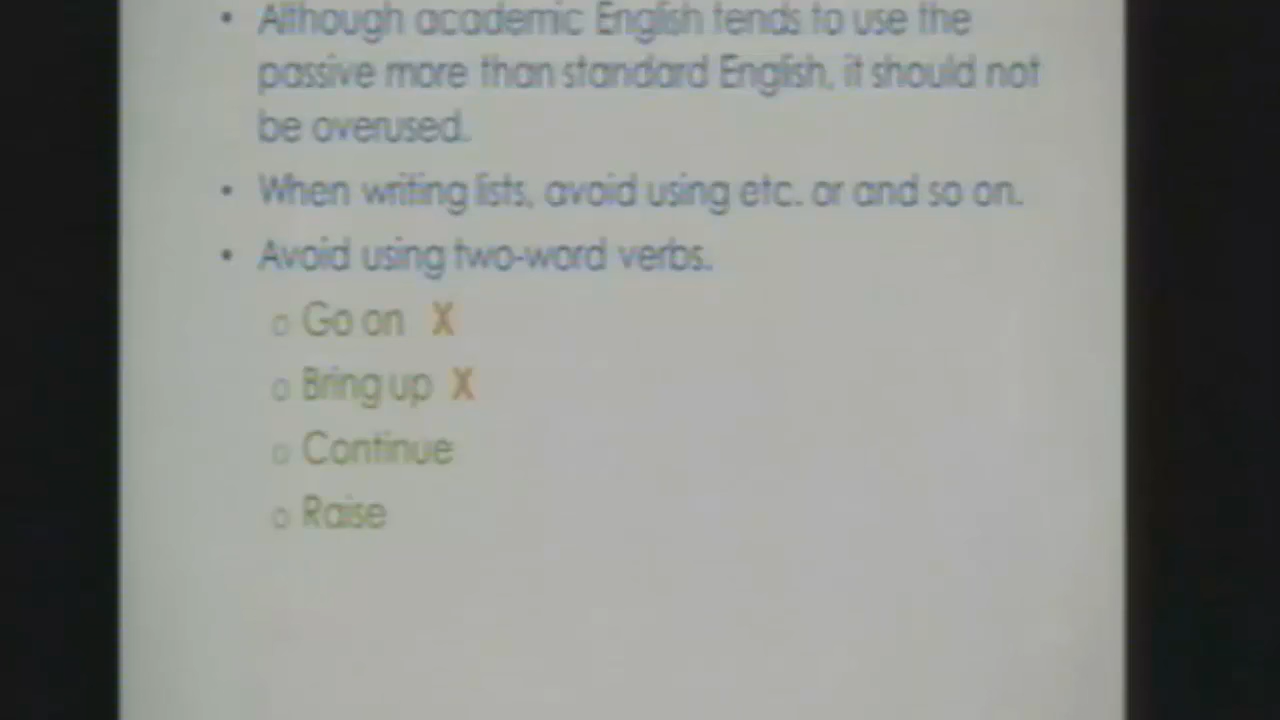 • Although academic English tends to use the
passive more than standard English, it should not
be overused.
• When writing lists, avoid using etc. or and so on.
• Avoid using two-word verbs.
o Go on X
o Bring up X
o Continue
o Raise